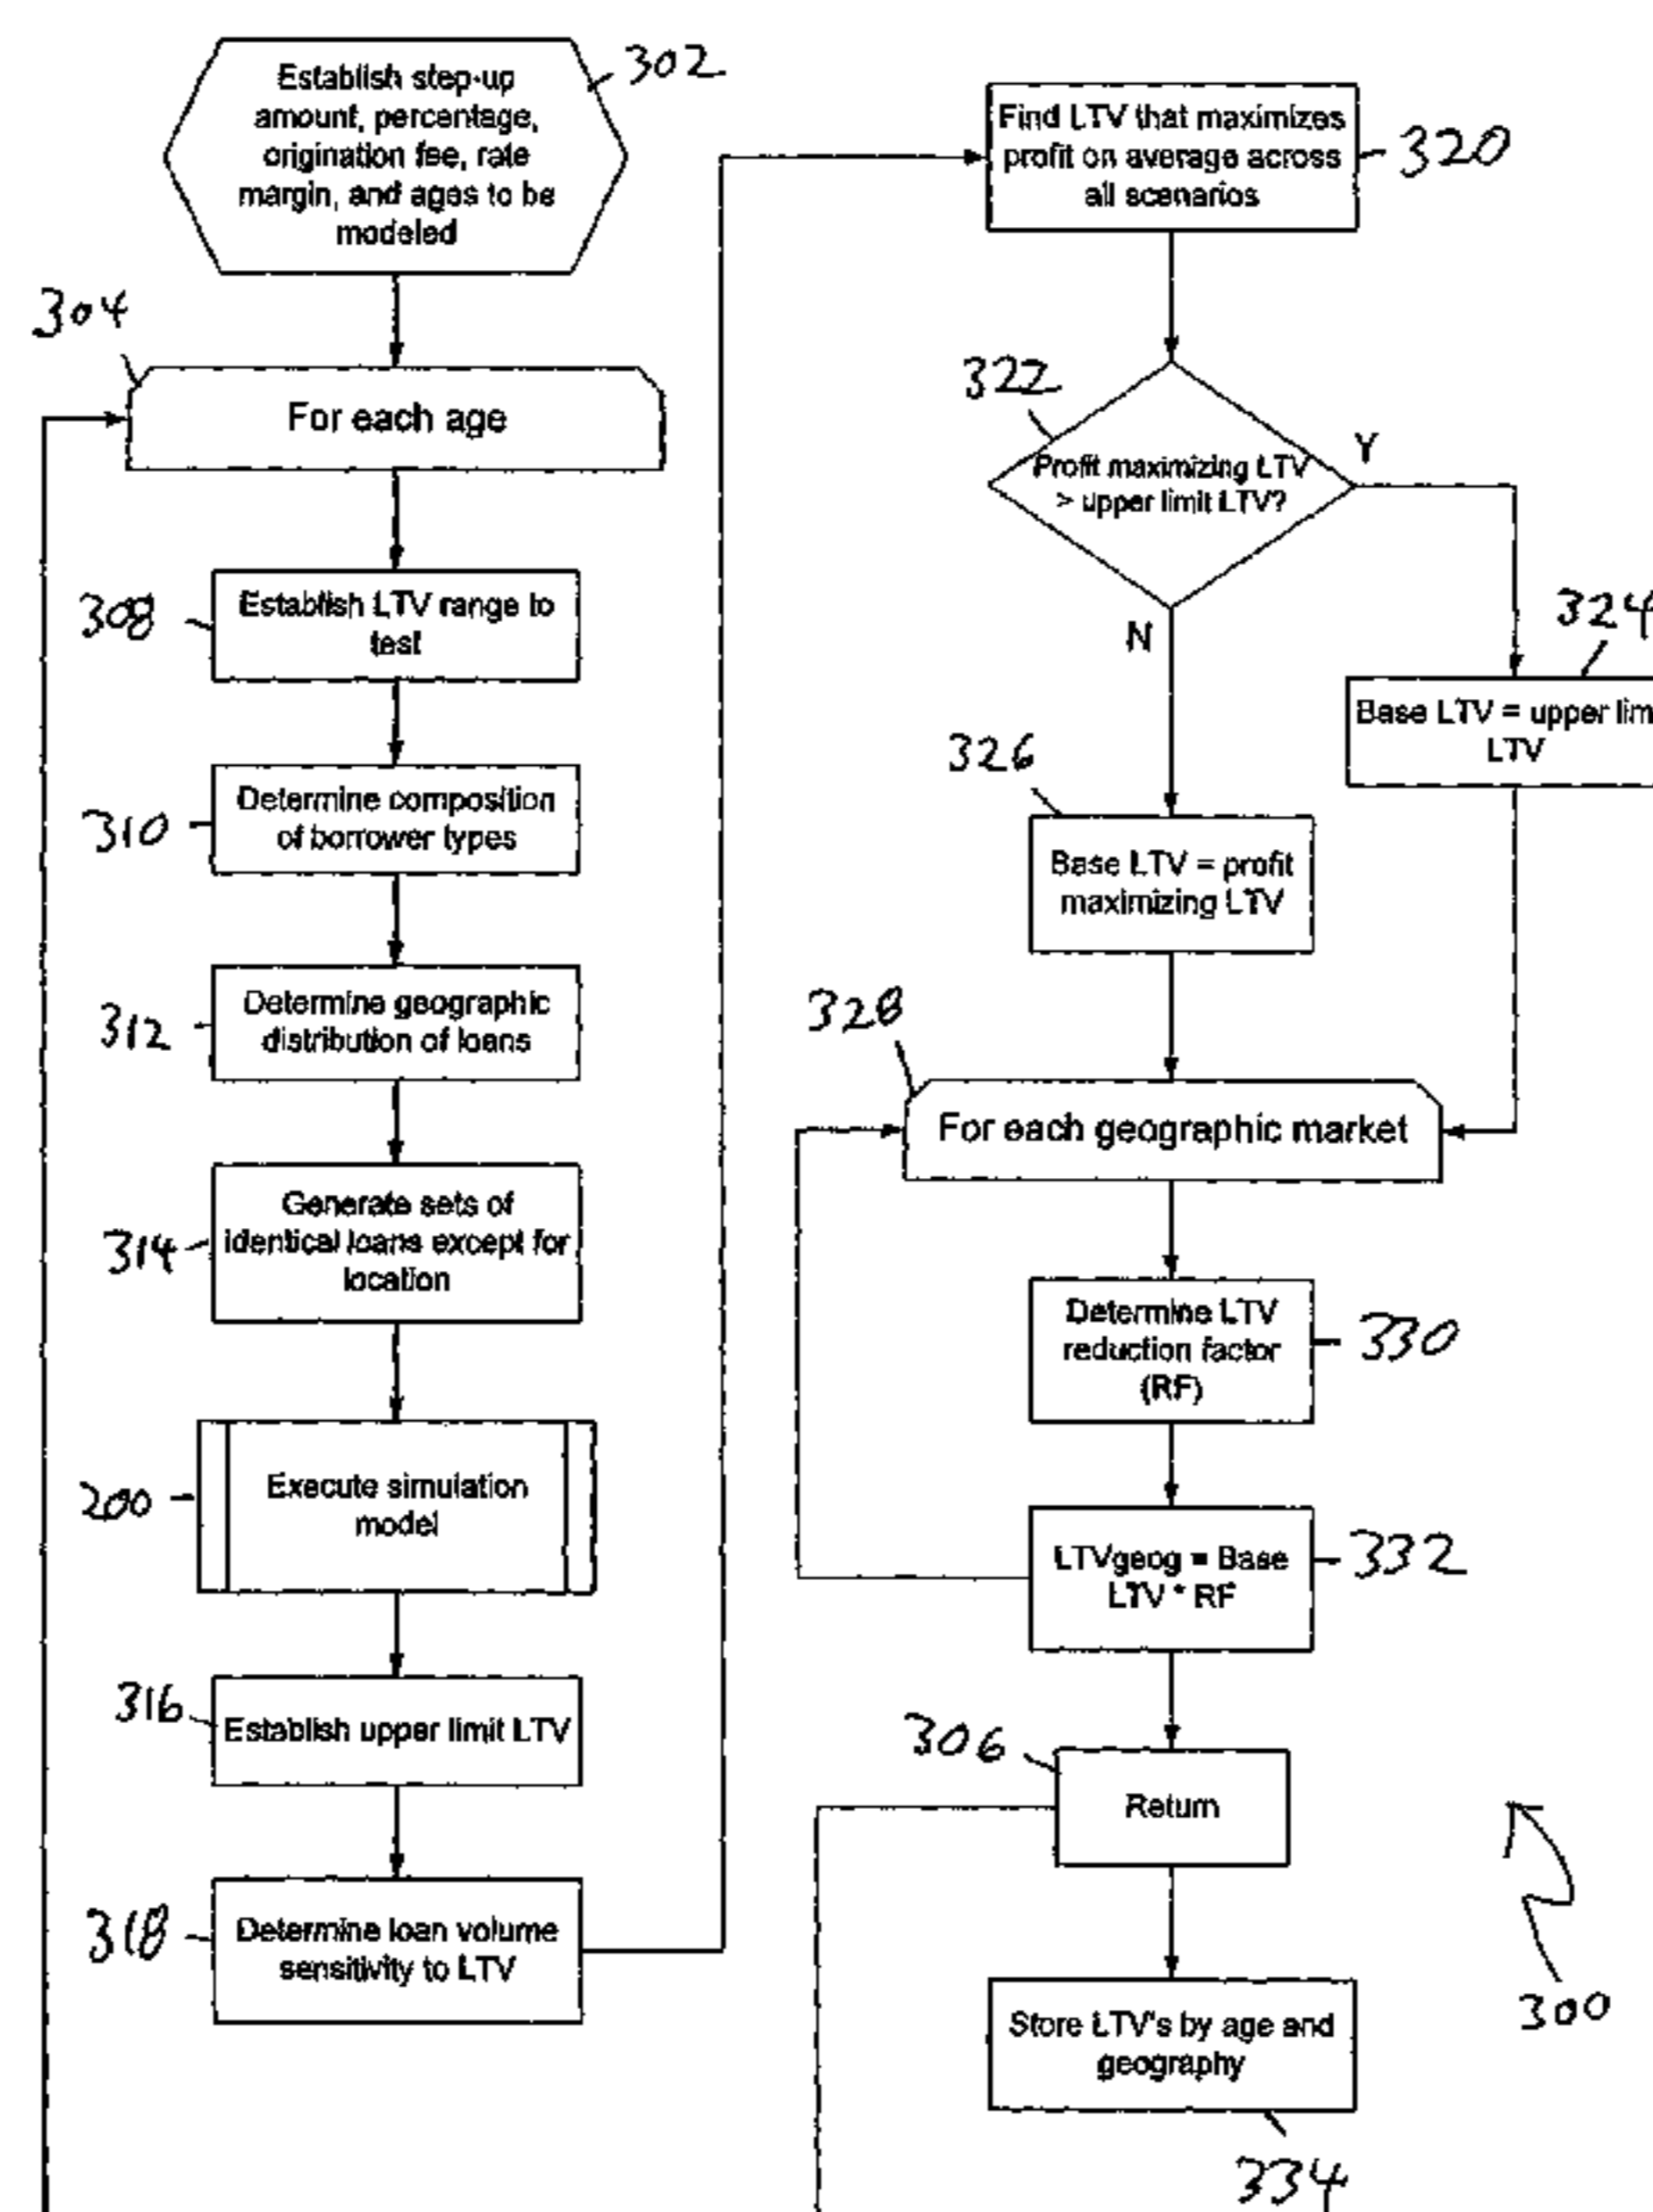 Establish step-up
amount, percentage,
origination fee, rate
margin, and ages to be
modeled
302
304
For each age
308
Establish LTV range to
test
310
Determine composition
of borrower types
312
Determine geographic
distribution of loans
314
Generate sets of
identical loans except for
location
200
Execute simulation
model
316
Establish upper limit LTV
318
Determine loan volume
sensitivity to LTV
Find LTV that maximizes
profit on average across
all scenarios
320
322
Profit maximizing LTV
> upper limit LTV?
Y
N
324
Base LTV = upper lim
LTV
326
Base LTV = profit
maximizing LTV
328
For each geographic market
Determine LTV
reduction factor
(RF)
330
LTVgeog = Base
LTV * RF
332
306
Return
300
Store LTV's by age and
geography
334